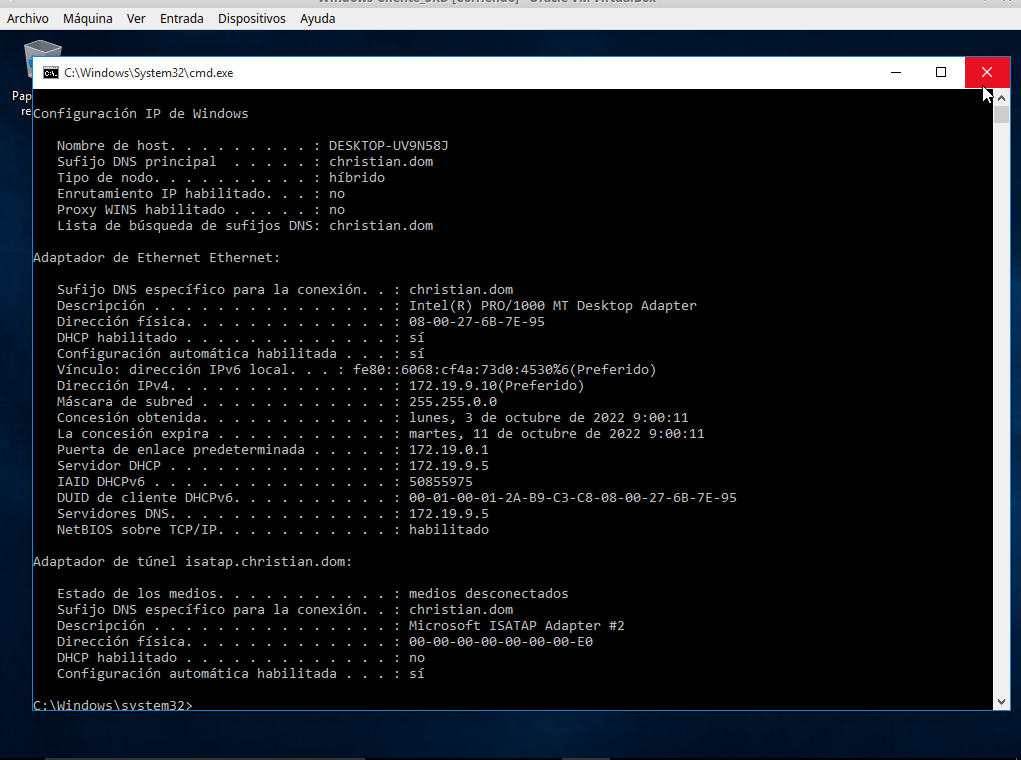 Windows Cliente_SRD [Corriendo] - Oracle VM VirtualBox
Archivo Máquina Ver Entrada Dispositivos Ayuda
Pap
re
C:\Windows\System32\cmd.exe
Configuración IP de Windows
Nombre de host. . . . . . . . . : DESKTOP-UV9N58J
Sufijo DNS principal  . . . . . : christian.dom
Tipo de nodo. . . . . . . . . . : híbrido
Enrutamiento IP habilitado. . . : no
Proxy WINS habilitado . . . . . : no
Lista de búsqueda de sufijos DNS: christian.dom
Adaptador de Ethernet Ethernet:
Sufijo DNS específico para la conexión. . : christian.dom
Descripción . . . . . . . . . . . . . . . : Intel(R) PRO/1000 MT Desktop Adapter
Dirección física. . . . . . . . . . . . . : 08-00-27-6B-7E-95
DHCP habilitado . . . . . . . . . . . . . : sí
Configuración automática habilitada . . . : sí
Vínculo: dirección IPv6 local. . . : fe80::6068:cf4a:73d0:4530%6(Preferido)
Dirección IPv4. . . . . . . . . . . . . . : 172.19.9.10(Preferido)
Máscara de subred . . . . . . . . . . . . : 255.255.0.0
Concesión obtenida. . . . . . . . . . . . : lunes, 3 de octubre de 2022 9:00:11
La concesión expira . . . . . . . . . . . : martes, 11 de octubre de 2022 9:00:11
Puerta de enlace predeterminada . . . . . : 172.19.0.1
Servidor DHCP . . . . . . . . . . . . . . : 172.19.9.5
IAID DHCPv6 . . . . . . . . . . . . . . . : 50855975
DUID de cliente DHCPv6. . . . . . . . . . : 00-01-00-01-2A-B9-C3-C8-08-00-27-6B-7E-95
Servidores DNS. . . . . . . . . . . . . . : 172.19.9.5
NetBIOS sobre TCP/IP. . . . . . . . . . . : habilitado
Adaptador de túnel isatap.christian.dom:
Estado de los medios. . . . . . . . . . . : medios desconectados
Sufijo DNS específico para la conexión. . : christian.dom
Descripción . . . . . . . . . . . . . . . : Microsoft ISATAP Adapter #2
Dirección física. . . . . . . . . . . . . : 00-00-00-00-00-00-00-E0
DHCP habilitado . . . . . . . . . . . . . : no
Configuración automática habilitada . . . : sí
C:\Windows\system32>